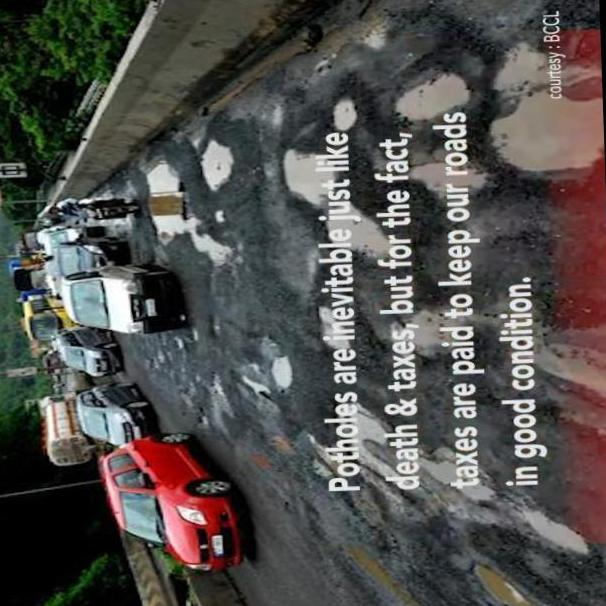 courtesy : BCCL
Potholes are inevitable just like
death & taxes, but for the fact,
taxes are paid to keep our roads
in good condition.